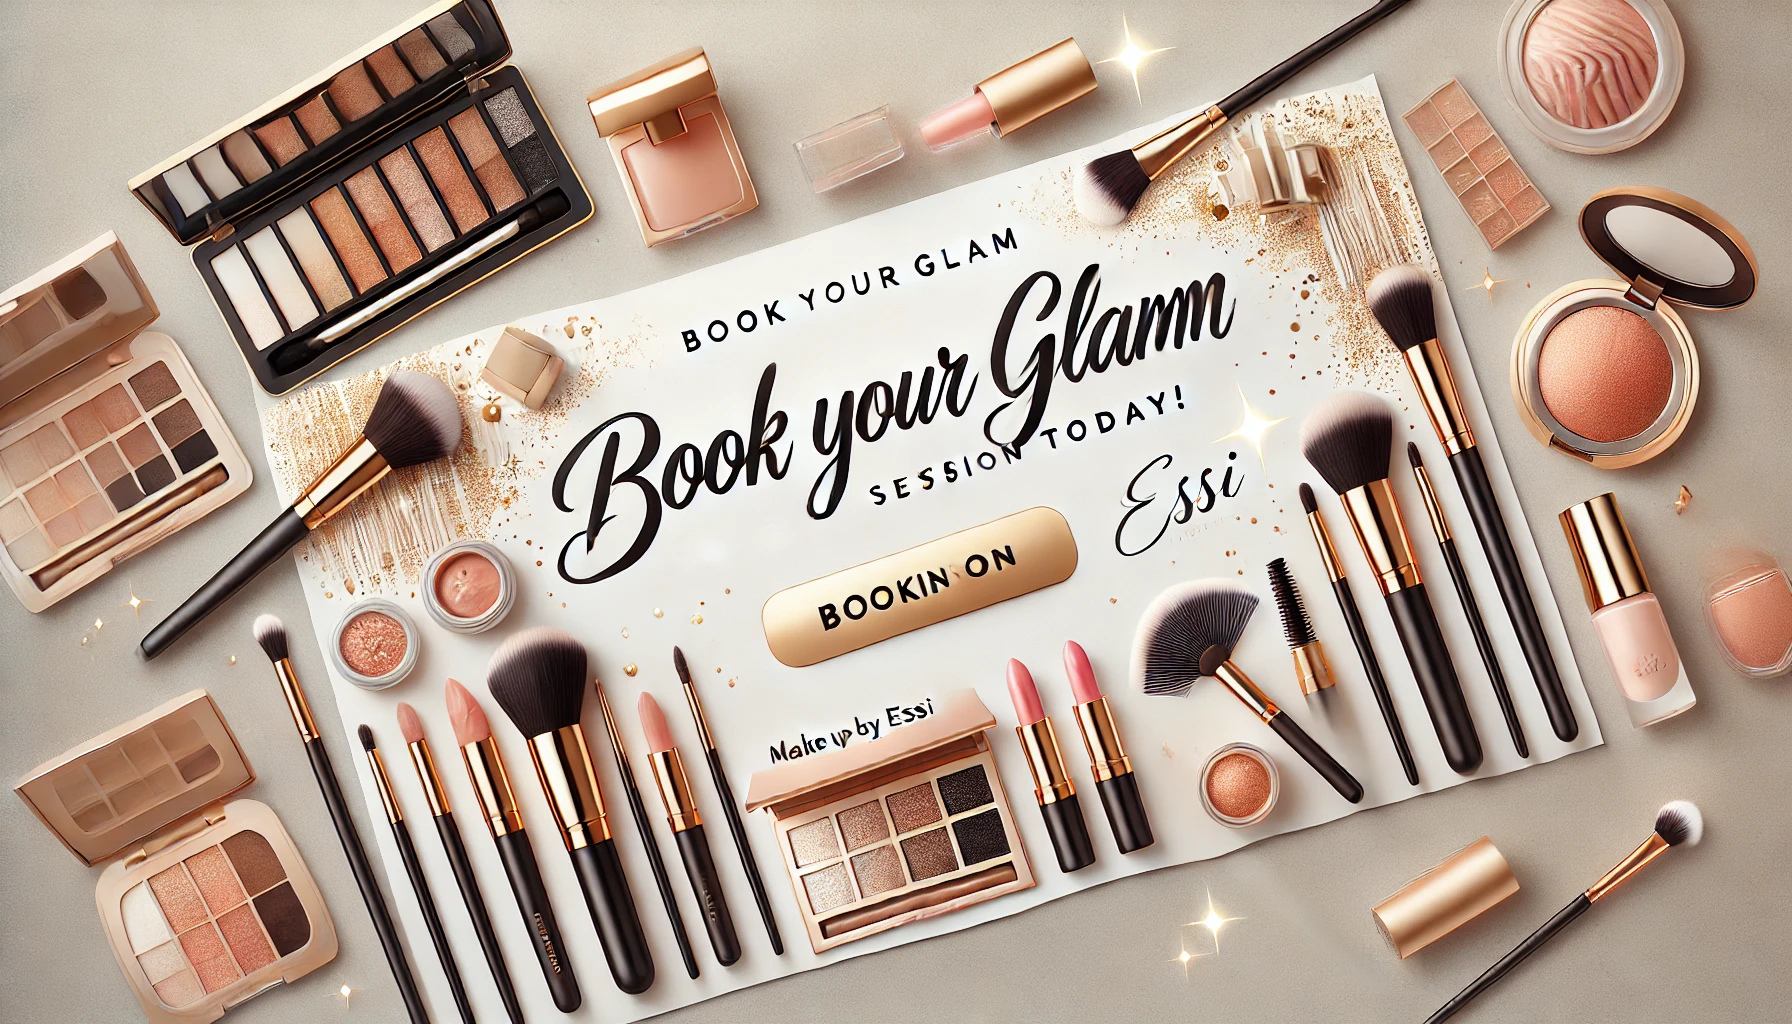 BOOK YOUR GLAM
Book your Glamm
SESSION TODAY!
Essi
BOOKIN ON
Make up by Essi